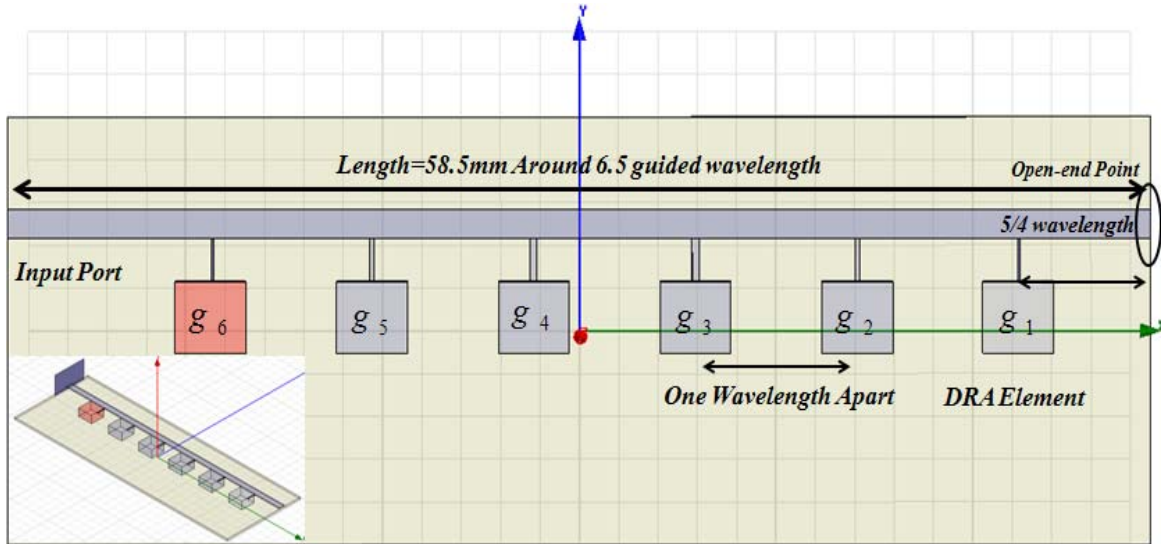 Y
Length=58.5mm Around 6.5 guided wavelength
Open-end Point
5/4 wavelength
Input Port
g 6
g 5
g 4
g 3
g 2
g 1
X
One Wavelength Apart
DRA Element